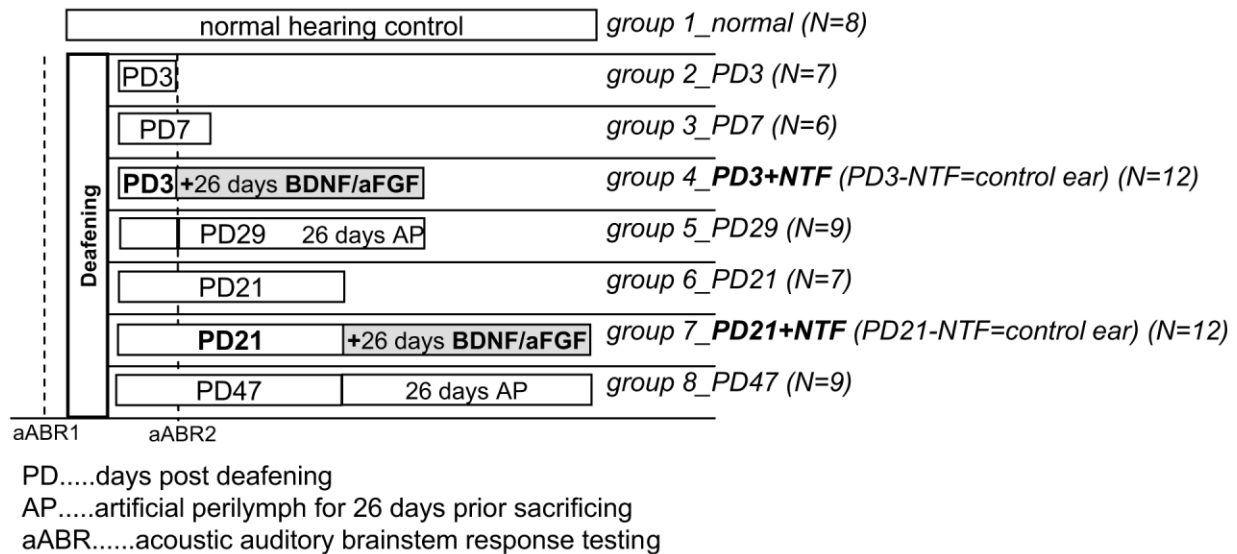 normal hearing control group 1_normal (N=8)
PD3 group 2_PD3 (N=7)
PD7 group 3_PD7 (N=6)
PD3 +26 days BDNF/aFGF group 4_PD3+NTF (PD3-NTF=control ear) (N=12)
Deafening
PD29 26 days AP group 5_PD29 (N=9)
PD21 group 6_PD21 (N=7)
PD21 +26 days BDNF/aFGF group 7_PD21+NTF (PD21-NTF=control ear) (N=12)
PD47 26 days AP group 8_PD47 (N=9)
aABR1 aABR2
PD.....days post deafening
AP.....artificial perilymph for 26 days prior sacrificing
aABR......acoustic auditory brainstem response testing